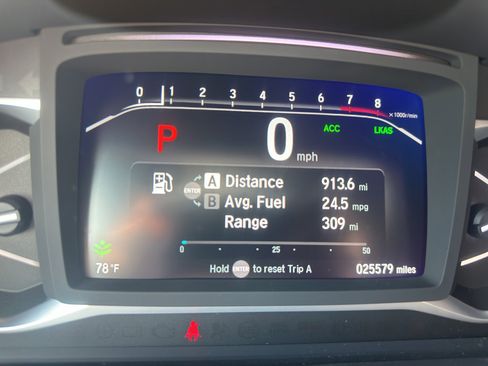 0 1 2 3 4 5 6 7 8
×1000r/min
P 0 mph ACC LKAS
ENTER A Distance 913.6 mi
B Avg. Fuel 24.5 mpg
Range 309 mi
0 25 50
78°F Hold ENTER to reset Trip A 025579 miles